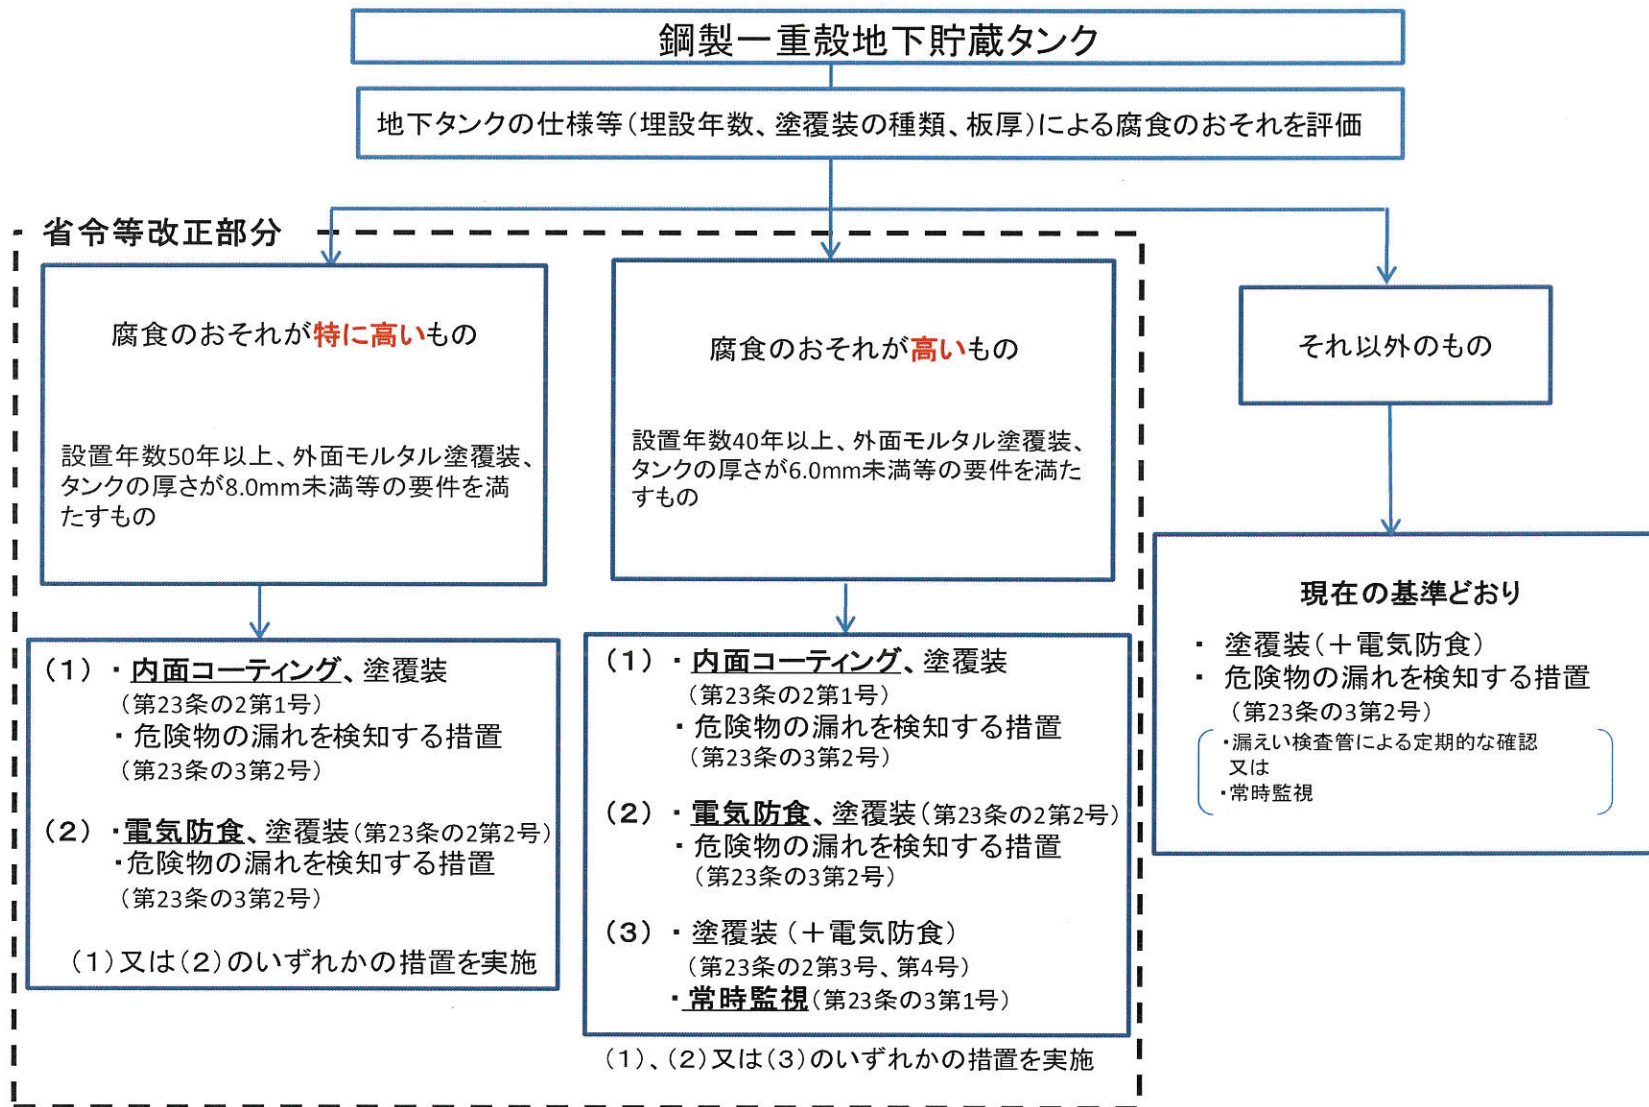 鋼製一重殻地下貯蔵タンク
地下タンクの仕様等(埋設年数、塗覆装の種類、板厚)による腐食のおそれを評価
省令等改正部分
腐食のおそれが特に高いもの
設置年数50年以上、外面モルタル塗覆装、
タンクの厚さが8.0mm未満等の要件を満
たすもの
(1)・内面コーティング、塗覆装
(第23条の2第1号)
・危険物の漏れを検知する措置
(第23条の3第2号)
(2)・電気防食、塗覆装(第23条の2第2号)
・危険物の漏れを検知する措置
(第23条の3第2号)
(1)又は(2)のいずれかの措置を実施
腐食のおそれが高いもの
設置年数40年以上、外面モルタル塗覆装、
タンクの厚さが6.0mm未満等の要件を満た
すもの
(1)・内面コーティング、塗覆装
(第23条の2第1号)
・危険物の漏れを検知する措置
(第23条の3第2号)
(2)・電気防食、塗覆装(第23条の2第2号)
・危険物の漏れを検知する措置
(第23条の3第2号)
(3)・塗覆装(+電気防食)
(第23条の2第3号、第4号)
・常時監視(第23条の3第1号)
(1)、(2)又は(3)のいずれかの措置を実施
それ以外のもの
現在の基準どおり
・ 塗覆装(+電気防食)
・ 危険物の漏れを検知する措置
(第23条の3第2号)
・漏えい検査管による定期的な確認
又は
・常時監視